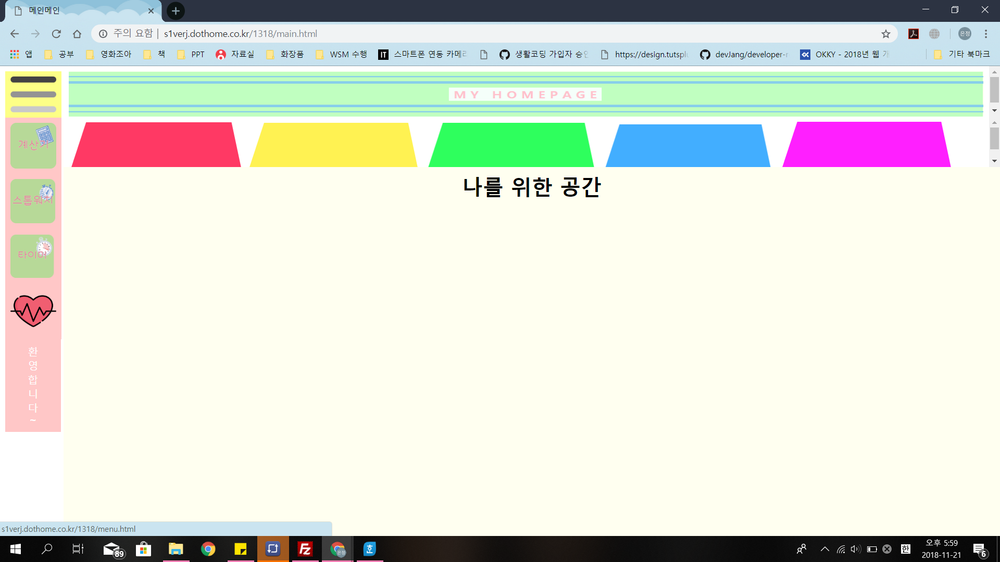 메인메인
주의 요함 | s1verj.dothome.co.kr/1318/main.html
은정
앱 공부 영화조아 책 PPT 자료실 화장품 WSM 수행 스마트폰 연동 카메라 생활코딩 가입자 승인 https://design.tutsplu devJang/developer-r OKKY - 2018년 웹 개 기타 북마크
MY HOMEPAGE
계산기
스톱워치
타이머
나를 위한 공간
환
영
합
니
다
~
s1verj.dothome.co.kr/1318/menu.html
89
한
오후 5:59
2018-11-21
6